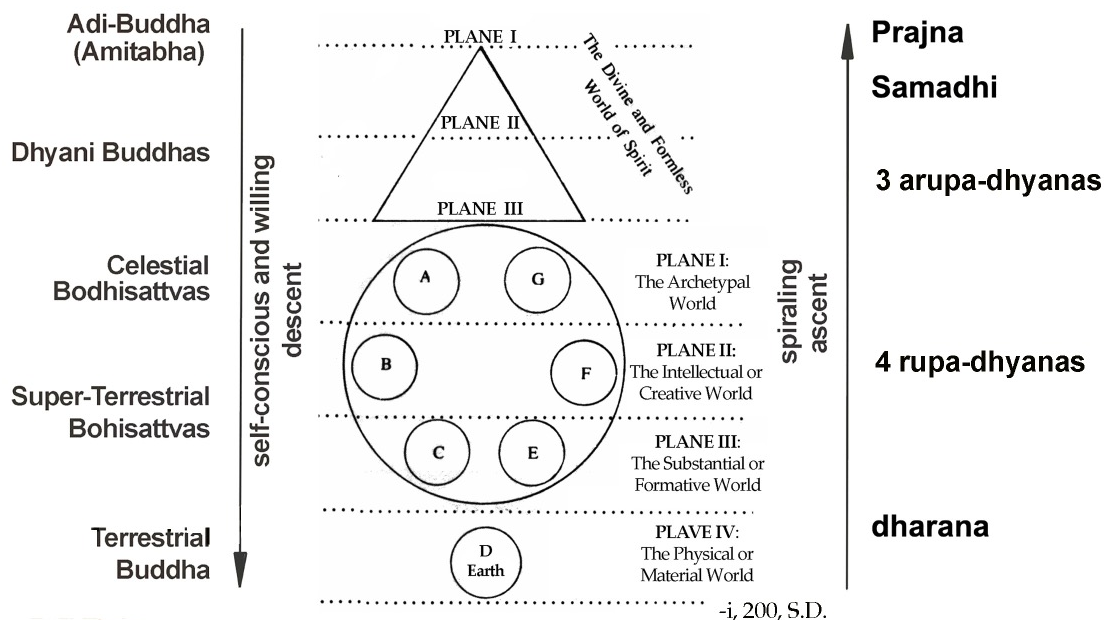 Adi-Buddha
(Amitabha)
Dhyani Buddhas
Celestial
Bodhisattvas
Super-Terrestrial
Bohisattvas
Terrestrial
Buddha
self-conscious and willing
descent
PLANE I
PLANE II
PLANE III
The Divine and Formless
World of Spirit
A
G
B
F
C
E
D
Earth
PLANE I:
The Archetypal
World
PLANE II:
The Intellectual or
Creative World
PLANE III:
The Substantial or
Formative World
PLAVE IV:
The Physical or
Material World
-i, 200, S.D.
spiraling
ascent
Prajna
Samadhi
3 arupa-dhyanas
4 rupa-dhyanas
dharana